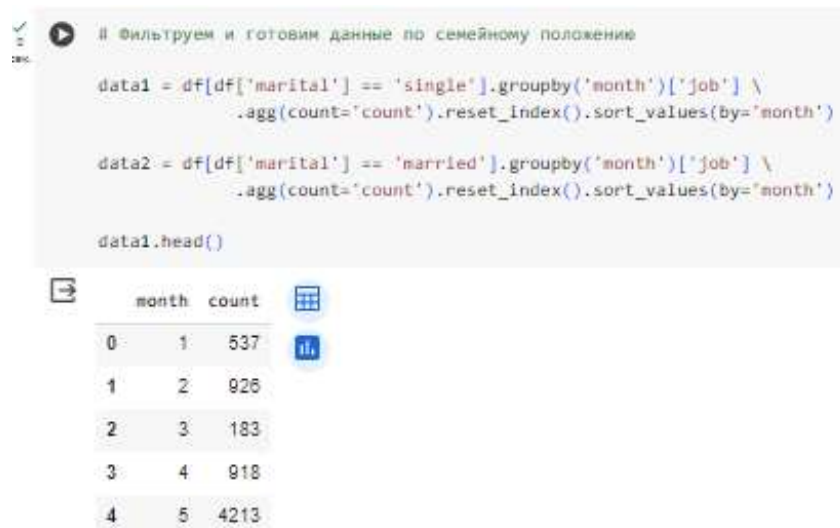 # Фильтруем и готовим данные по семейному положению
data1 = df[df['marital'] == 'single'].groupby('month')['job'] \
.agg(count='count').reset_index().sort_values(by='month')
data2 = df[df['marital'] == 'married'].groupby('month')['job'] \
.agg(count='count').reset_index().sort_values(by='month')
data1.head()
month count
0 1 537
1 2 926
2 3 183
3 4 918
4 5 4213